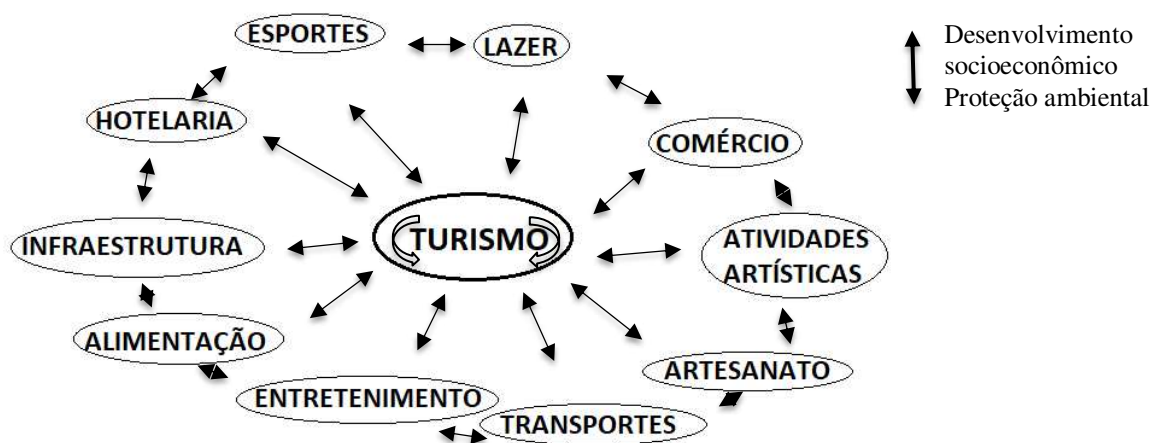 ESPORTES
LAZER
Desenvolvimento
socioeconômico
Proteção ambiental
HOTELARIA
COMÉRCIO
INFRAESTRUTURA
TURISMO
ATIVIDADES
ARTÍSTICAS
ALIMENTAÇÃO
ARTESANATO
ENTRETENIMENTO
TRANSPORTES